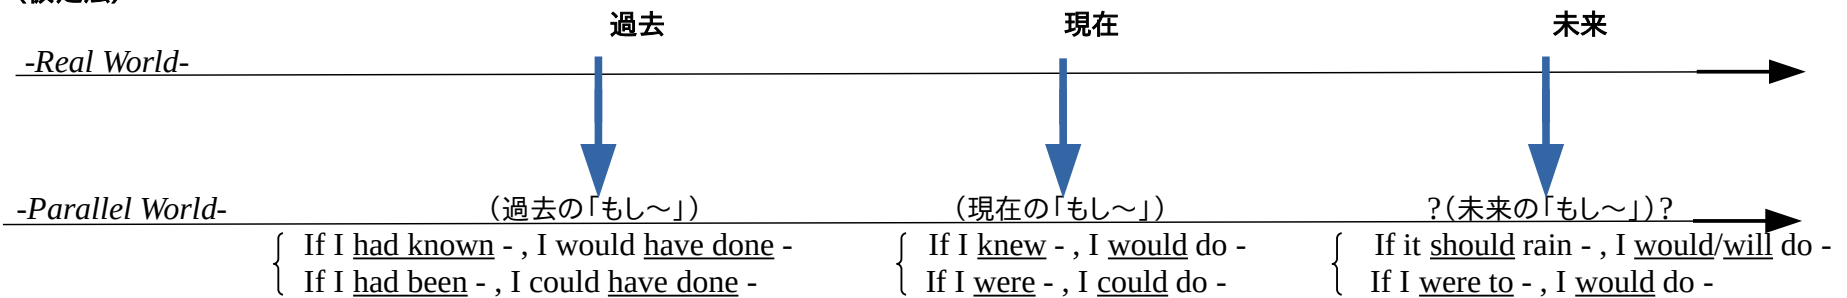 過去 現在 未来
-Real World-
-Parallel World- （過去の「もし～」） （現在の「もし～」） ?（未来の「もし～」）?
If I had known - , I would have done - If I knew - , I would do - If it should rain - , I would/will do -
If I had been - , I could have done - If I were - , I could do - If I were to - , I would do -